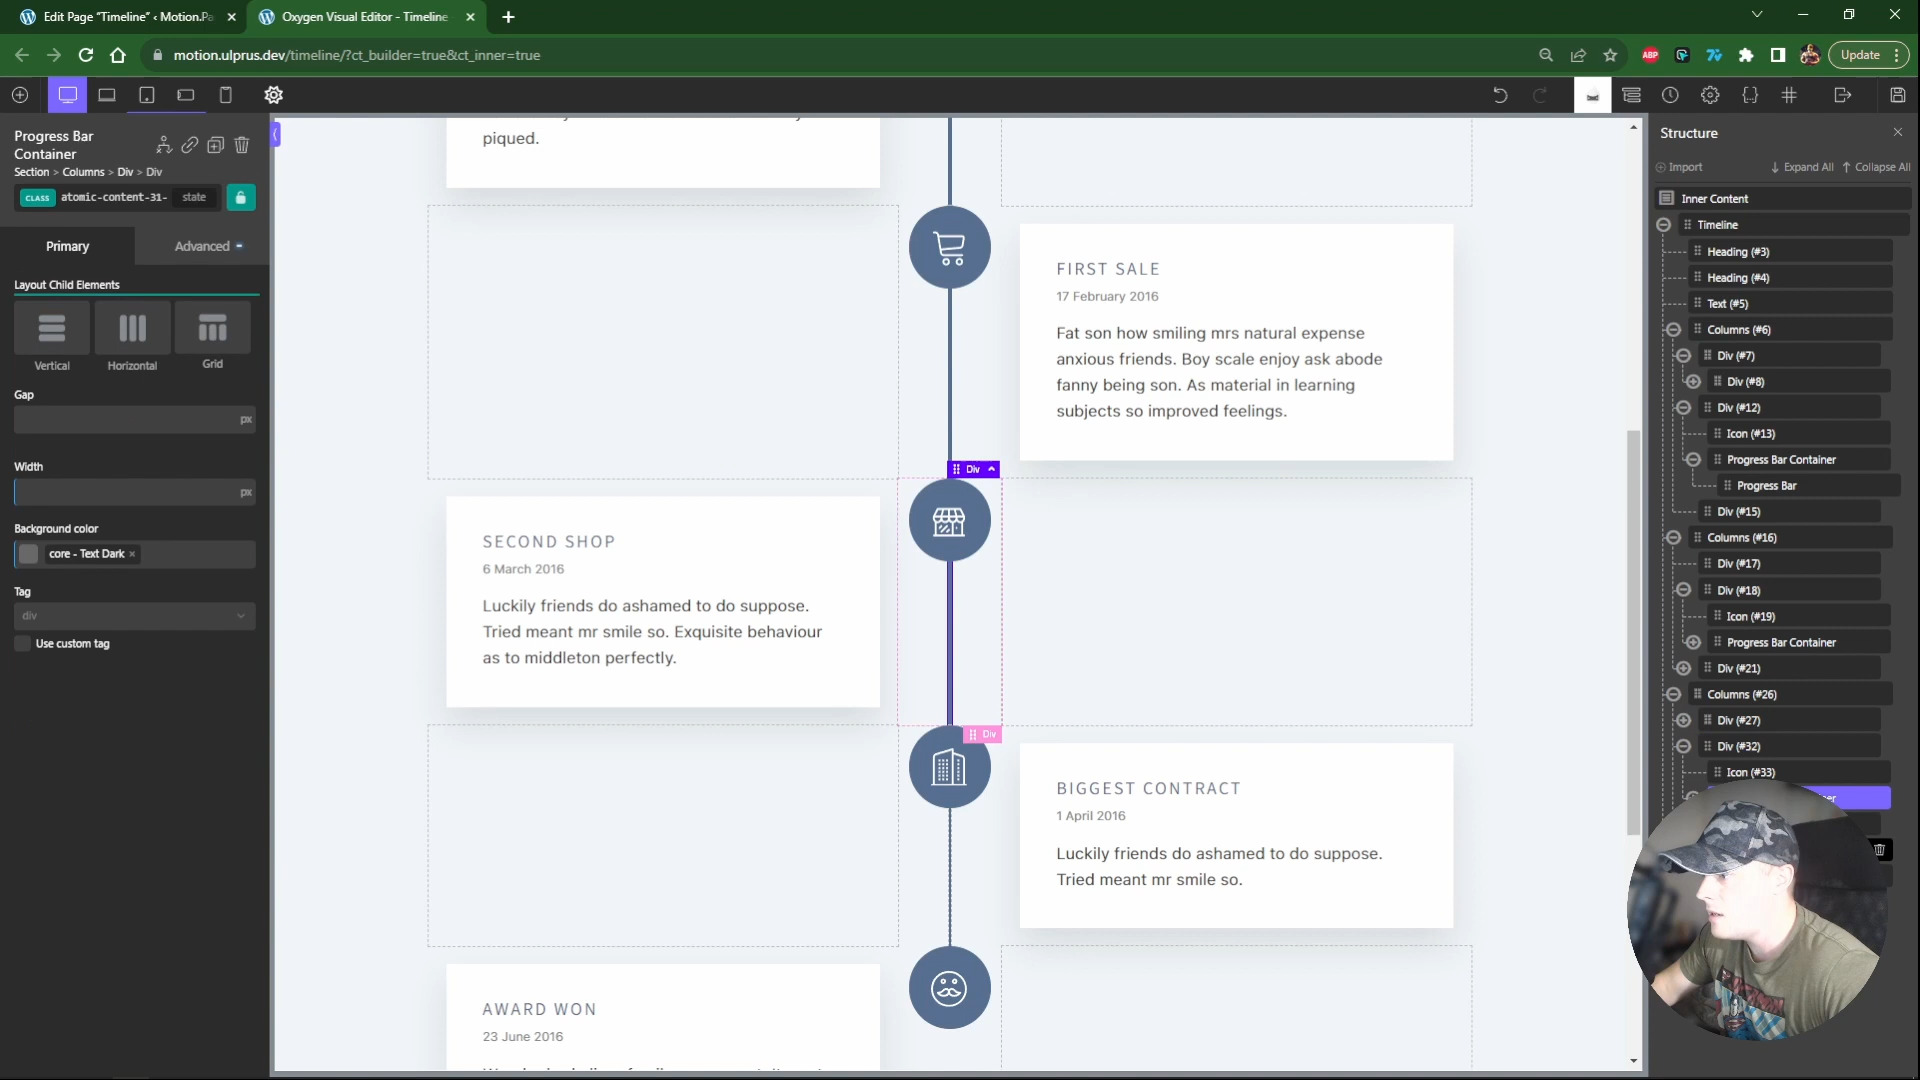 Edit Page “Timeline” ‹ Motion.Pa
Oxygen Visual Editor - Timeline
motion.ulprus.dev/timeline/?ct_builder=true&ct_inner=true
ABP
Update
Progress Bar
Container
Section > Columns > Div > Div
CLASS atomic-content-31- state
Primary
Advanced
Layout Child Elements
Vertical
Horizontal
Grid
Gap
px
Width
px
Background color
core - Text Dark ×
Tag
div
Use custom tag
piqued.
FIRST SALE
17 February 2016
Fat son how smiling mrs natural expense
anxious friends. Boy scale enjoy ask abode
fanny being son. As material in learning
subjects so improved feelings.
Div
SECOND SHOP
6 March 2016
Luckily friends do ashamed to do suppose.
Tried meant mr smile so. Exquisite behaviour
as to middleton perfectly.
Div
BIGGEST CONTRACT
1 April 2016
Luckily friends do ashamed to do suppose.
Tried meant mr smile so.
AWARD WON
23 June 2016
Structure
Import
Expand All
Collapse All
Inner Content
Timeline
Heading (#3)
Heading (#4)
Text (#5)
Columns (#6)
Div (#7)
Div (#8)
Div (#12)
Icon (#13)
Progress Bar Container
Progress Bar
Div (#15)
Columns (#16)
Div (#17)
Div (#18)
Icon (#19)
Progress Bar Container
Div (#21)
Columns (#26)
Div (#27)
Div (#32)
Icon (#33)